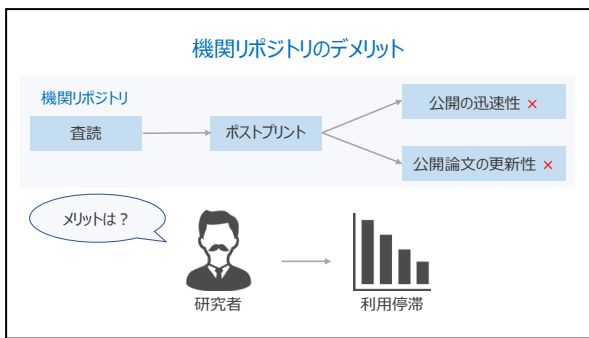 機関リポジトリのデメリット
機関リポジトリ
査読
ポストプリント
公開の迅速性 ×
公開論文の更新性 ×
メリットは？
研究者
利用停滞